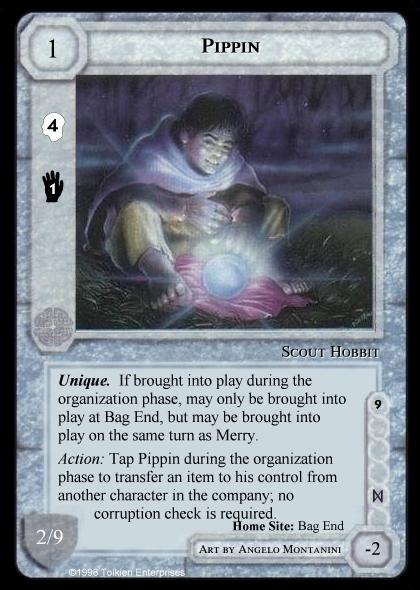 1
PIPPIN
4
1
SCOUT HOBBIT
Unique. If brought into play during the
organization phase, may only be brought into
play at Bag End, but may be brought into
play on the same turn as Merry.
Action: Tap Pippin during the organization
phase to transfer an item to his control from
another character in the company; no
corruption check is required.
Home Site: Bag End
9
2/9
-2
ART BY ANGELO MONTANINI
©1998 Tolkien Enterprises